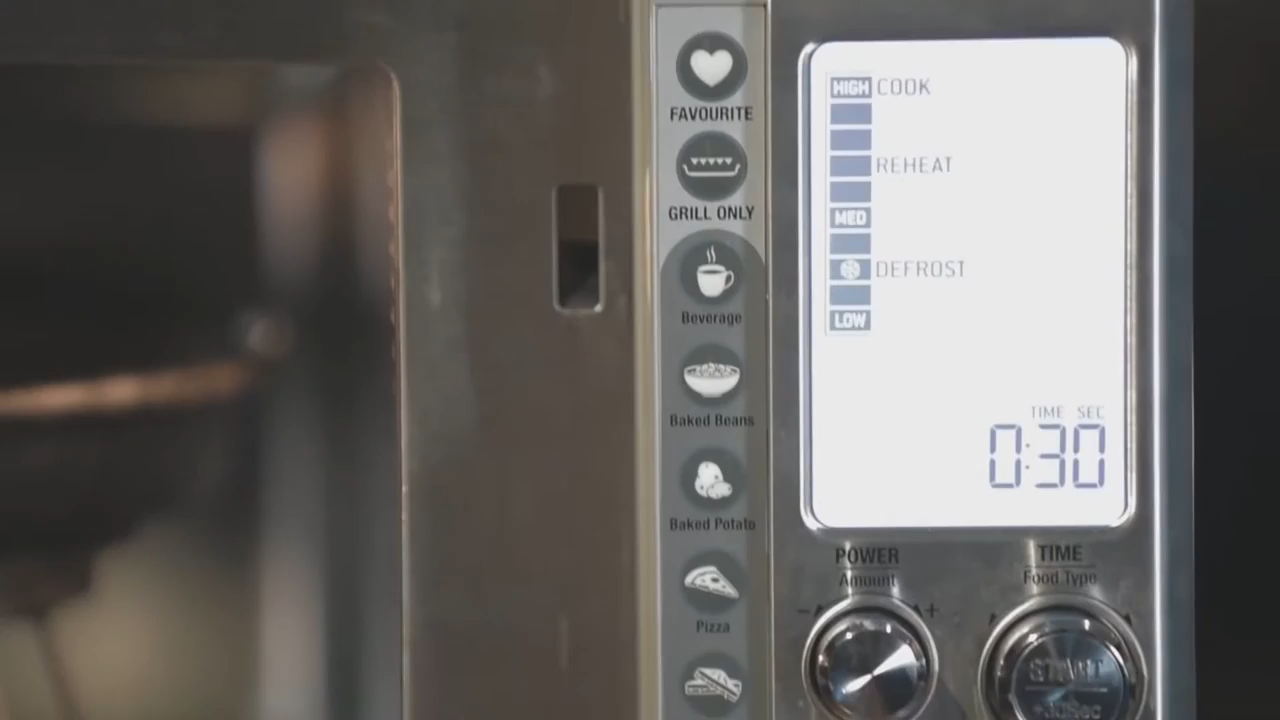 FAVOURITE
GRILL ONLY
Beverage
Baked Beans
Baked Potato
Pizza
HIGH COOK
REHEAT
MED
DEFROST
LOW
TIME SEC
0:30
POWER
Amount
- +
TIME
Food Type
START
+30Sec